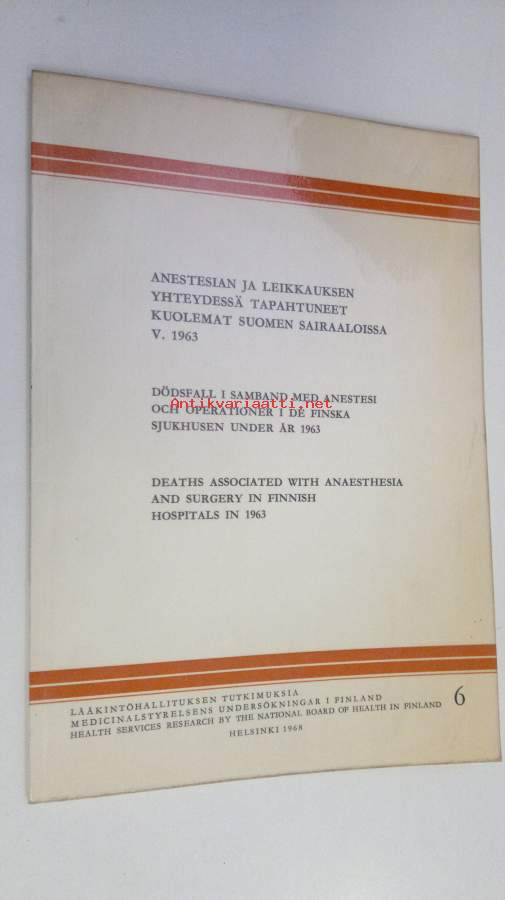 ANESTESIAN JA LEIKKAUKSEN
YHTEYDESSÄ TAPAHTUNEET
KUOLEMAT SUOMEN SAIRAALOISSA
V. 1963
DÖDSFALL I SAMBAND MED ANESTESI
Antikvariaatti.net
OCH OPERATIONER I DE FINSKA
SJUKHUSEN UNDER ÅR 1963
DEATHS ASSOCIATED WITH ANAESTHESIA
AND SURGERY IN FINNISH
HOSPITALS IN 1963
LÄÄKINTÖHALLITUKSEN TUTKIMUKSIA
MEDICINALSTYRELSENS UNDERSÖKNINGAR I FINLAND
HEALTH SERVICES RESEARCH BY THE NATIONAL BOARD OF HEALTH IN FINLAND 6
HELSINKI 1968